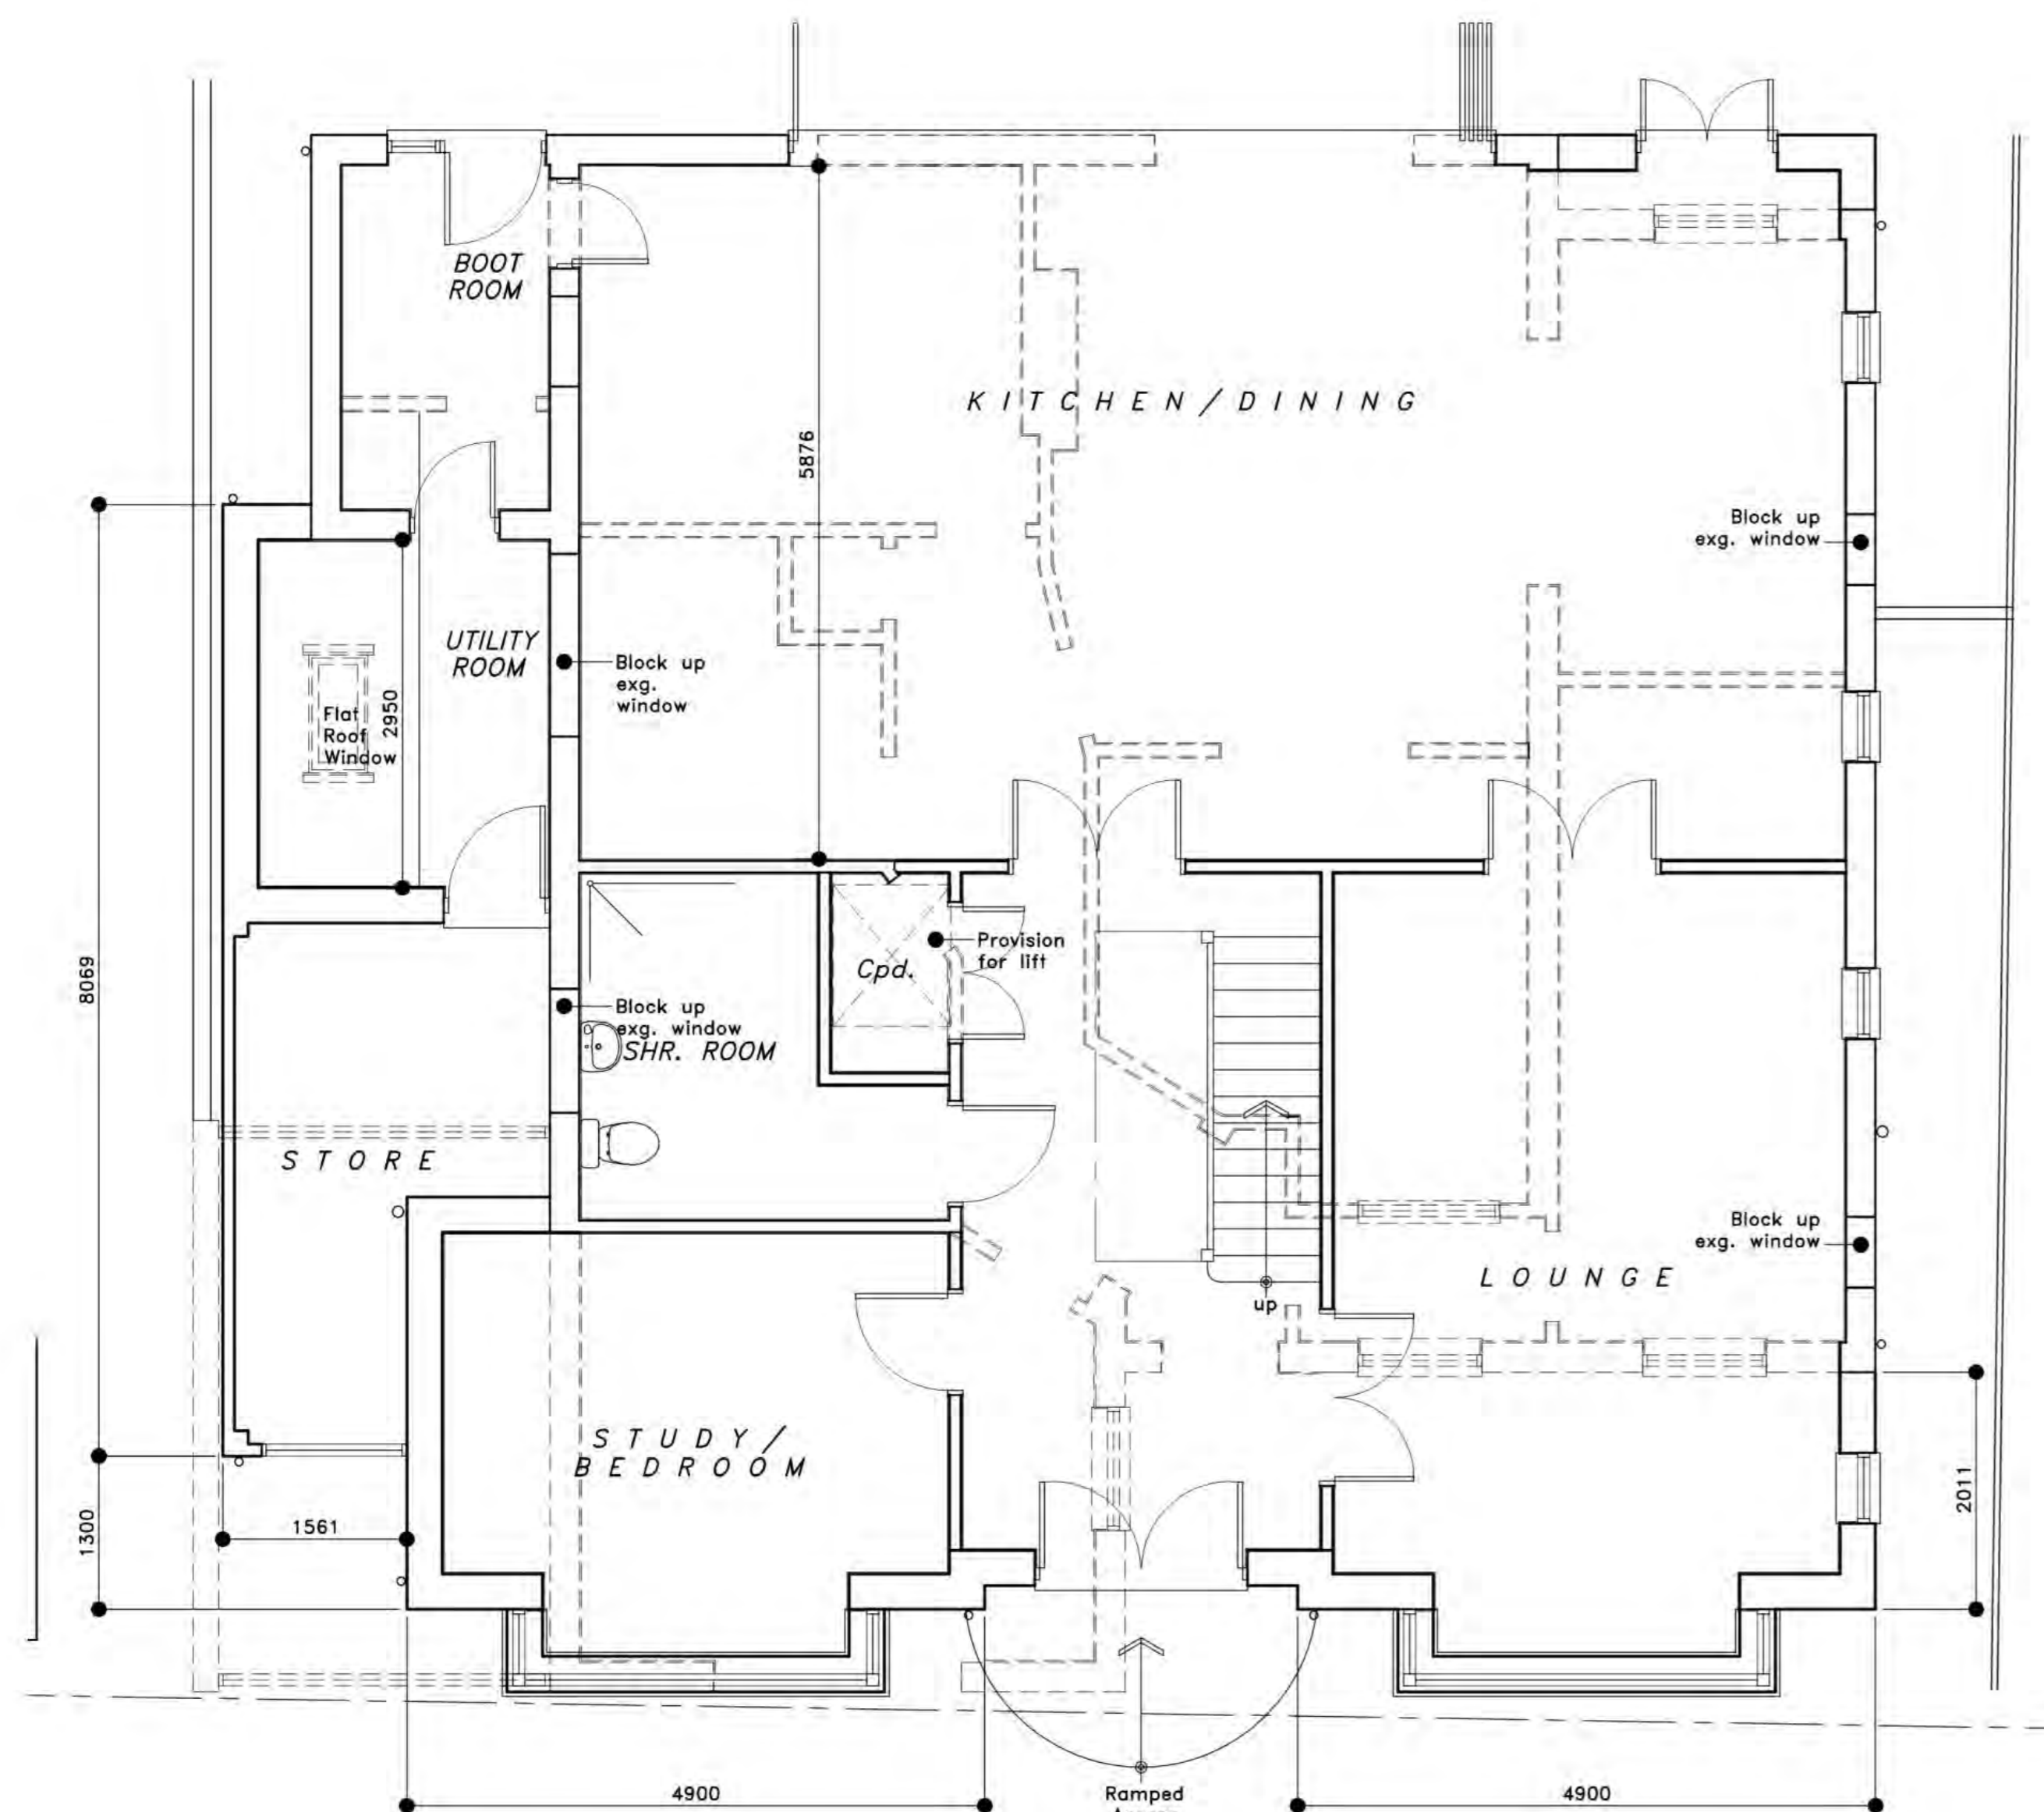 BOOT
ROOM
KITCHEN/DINING
5876
Block up
exg. window
UTILITY
ROOM
Block up
exg.
window
2950
Flat
Roof
Window
8069
Provision
for lift
Cpd.
Block up
exg. window
SHR. ROOM
STORE
Block up
exg. window
LOUNGE
up
STUDY/
BEDROOM
2011
1300
1561
4900
Ramped
4900